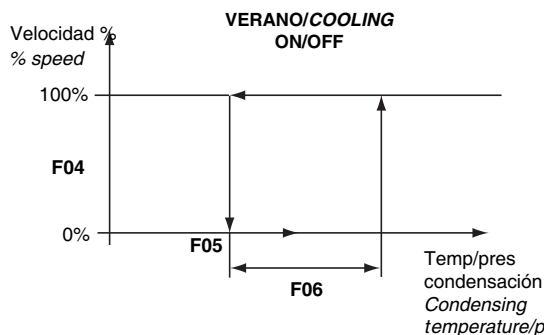 VERANO/COOLING
ON/OFF
Velocidad %
% speed
100%
F04
0%
F05
F06
Temp/pres
condensación
Condensing
temperature/p